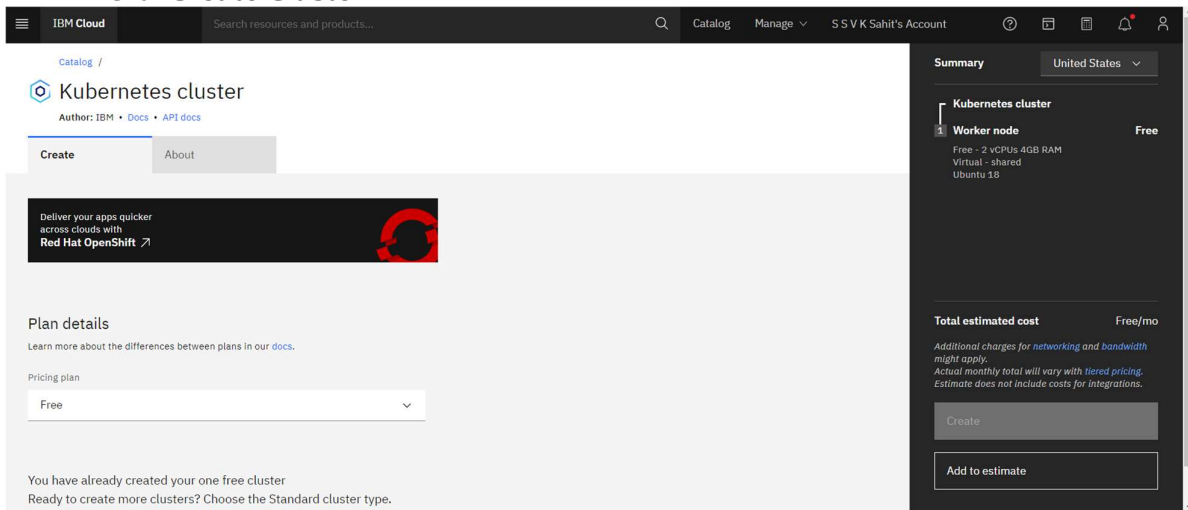 IBM Cloud
Search resources and products...
Catalog
Manage
S S V K Sahit's Account
Catalog /
Kubernetes cluster
Author: IBM • Docs • API docs
Create
About
Deliver your apps quicker
across clouds with
Red Hat OpenShift
Plan details
Learn more about the differences between plans in our docs.
Pricing plan
Free
You have already created your one free cluster
Ready to create more clusters? Choose the Standard cluster type.
Summary
United States
Kubernetes cluster
1 Worker node Free
Free - 2 vCPUs 4GB RAM
Virtual - shared
Ubuntu 18
Total estimated cost Free/mo
Additional charges for networking and bandwidth
might apply.
Actual monthly total will vary with tiered pricing.
Estimate does not include costs for integrations.
Create
Add to estimate